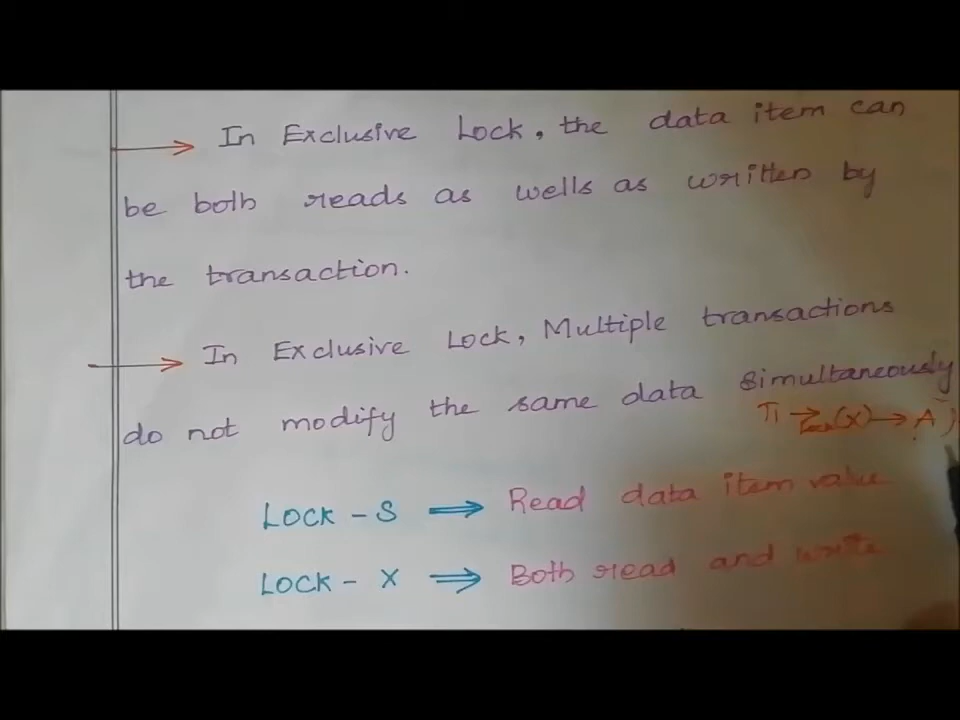 In Exclusive Lock, the data item can
be both reads as wells as written by
the transaction.
In Exclusive Lock, Multiple transactions
do not modify the same data simultaneously
T1 → Lock(X) → A
Lock - S ⇒ Read data item value
Lock - X ⇒ Both read and write